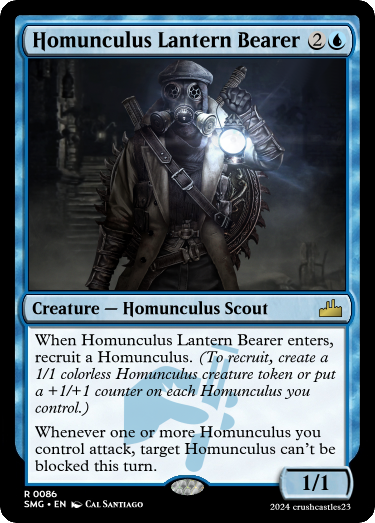 Homunculus Lantern Bearer 2
Creature — Homunculus Scout
When Homunculus Lantern Bearer enters,
recruit a Homunculus. (To recruit, create a
1/1 colorless Homunculus creature token or put
a +1/+1 counter on each Homunculus you
control.)
Whenever one or more Homunculus you
control attack, target Homunculus can't be
blocked this turn.
1/1
R 0086
SMG • EN Cal Santiago
2024 crushcastles23